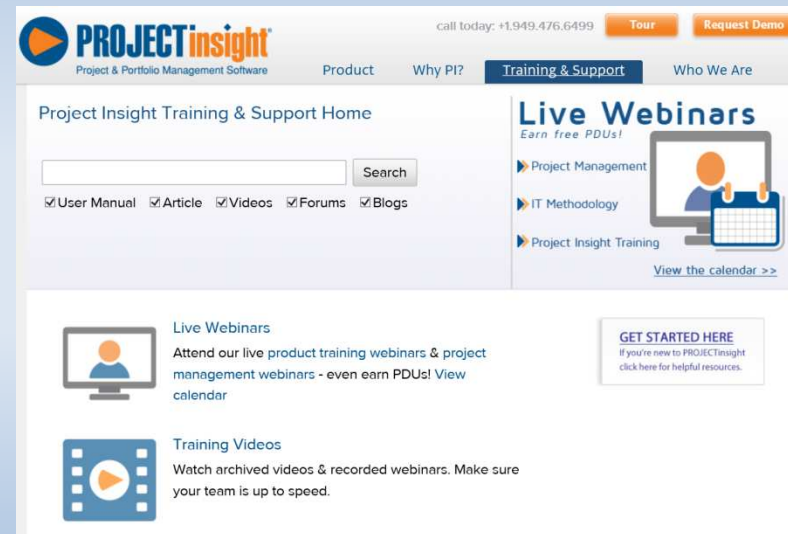 PROJECTinsight®
Project & Portfolio Management Software
call today: +1.949.476.6499
Tour
Request Demo
Product
Why PI?
Training & Support
Who We Are
Project Insight Training & Support Home
Search
User Manual
Article
Videos
Forums
Blogs
Live Webinars
Earn free PDUs!
Project Management
IT Methodology
Project Insight Training
View the calendar >>
Live Webinars
Attend our live product training webinars & project
management webinars - even earn PDUs! View
calendar
GET STARTED HERE
If you're new to PROJECTinsight
click here for helpful resources.
Training Videos
Watch archived videos & recorded webinars. Make sure
your team is up to speed.